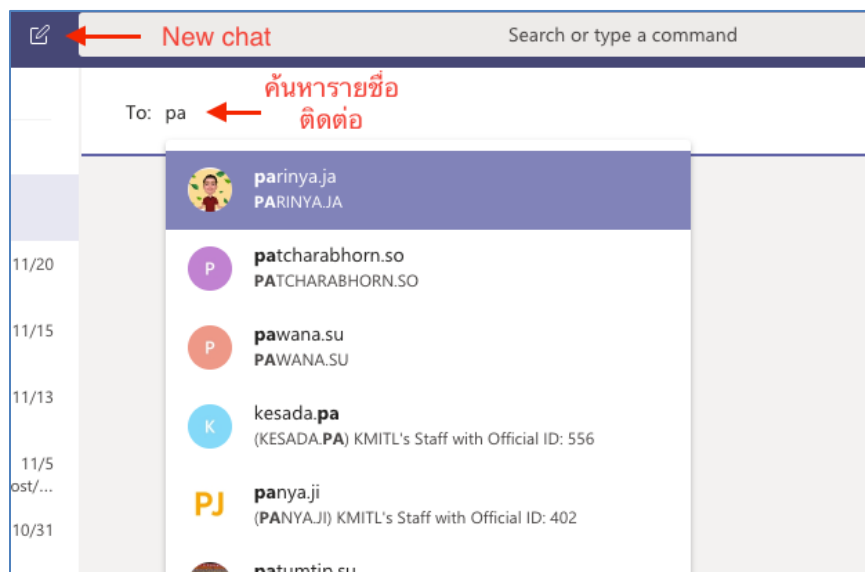 New chat
Search or type a command
ค้นหารายชื่อ
ติดต่อ
To: pa
parinya.ja
PARINYA.JA
11/20
P
patcharabhorn.so
PATCHARABHORN.SO
11/15
P
pawana.su
PAWANA.SU
11/13
K
kesada.pa
(KESADA.PA) KMITL's Staff with Official ID: 556
11/5
ost/...
PJ
panya.ji
(PANYA.JI) KMITL's Staff with Official ID: 402
10/31
patumtip.su